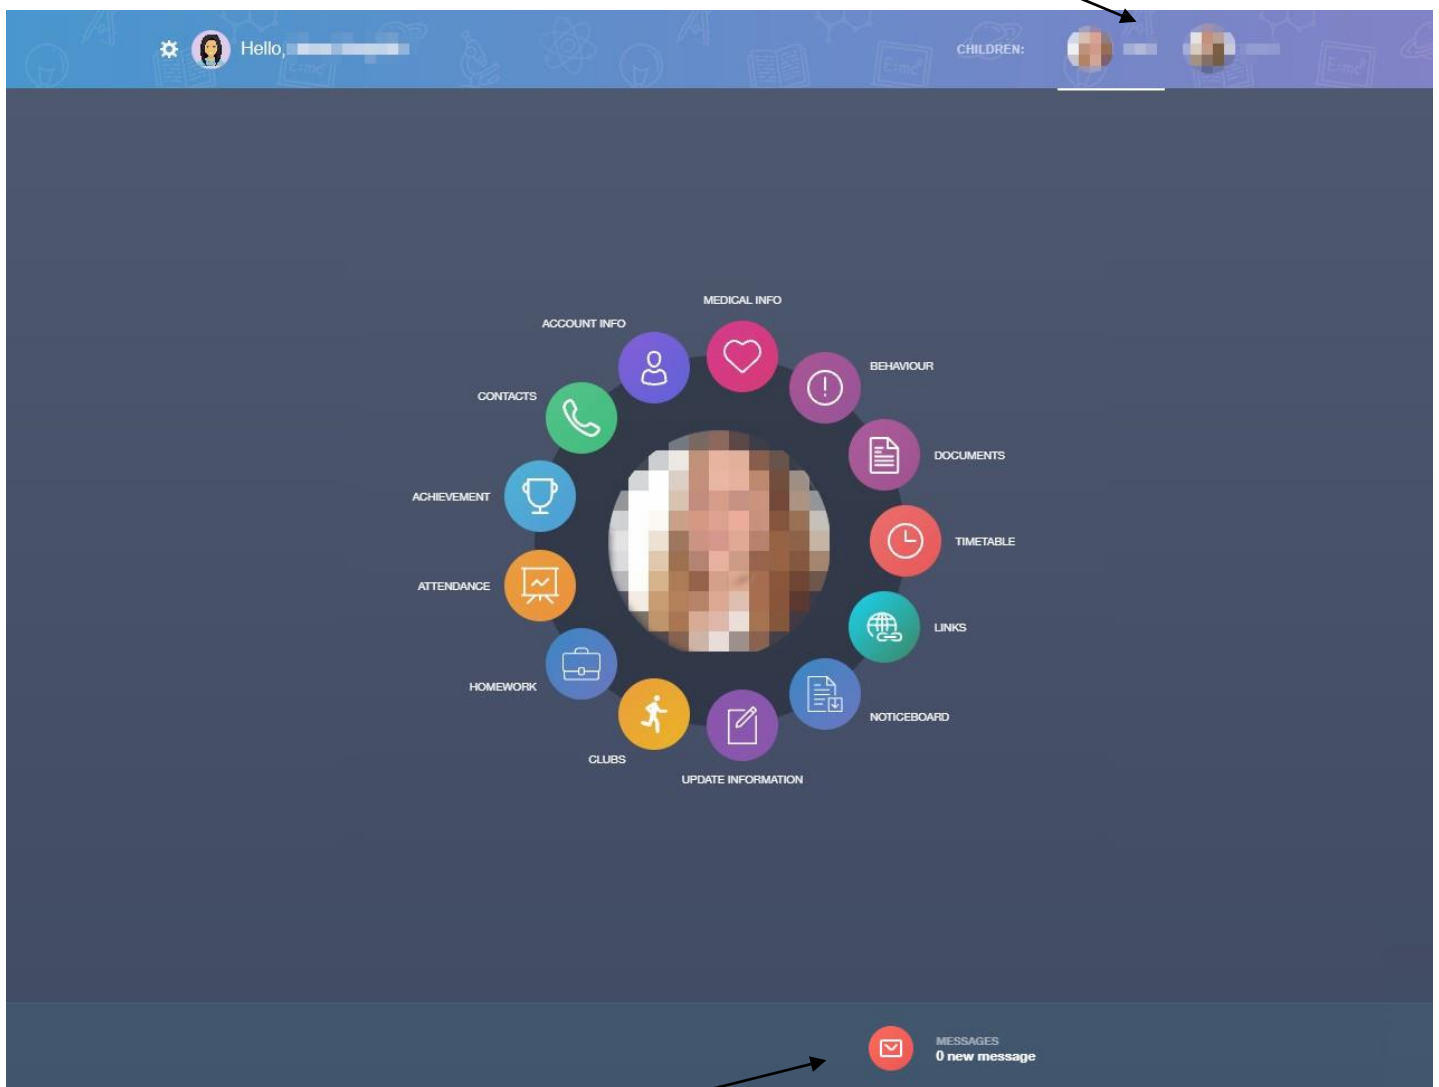 Hello,
CHILDREN:
MEDICAL INFO
ACCOUNT INFO
BEHAVIOUR
CONTACTS
DOCUMENTS
ACHIEVEMENT
TIMETABLE
ATTENDANCE
LINKS
HOMEWORK
NOTICEBOARD
CLUBS
UPDATE INFORMATION
MESSAGES
0 new message